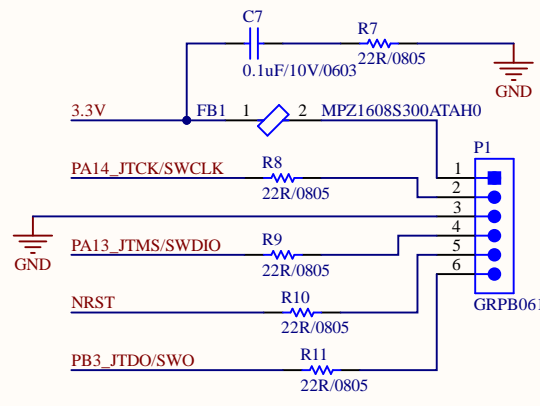 C7
R7
0.1uF/10V/0603
22R/0805
GND
3.3V
FB1
1
2
MPZ1608S300ATAH0
P1
PA14_JTCK/SWCLK
R8
22R/0805
1
2
3
4
5
6
GND
PA13_JTMS/SWDIO
R9
22R/0805
NRST
R10
22R/0805
GRPB061
PB3_JTDO/SWO
R11
22R/0805